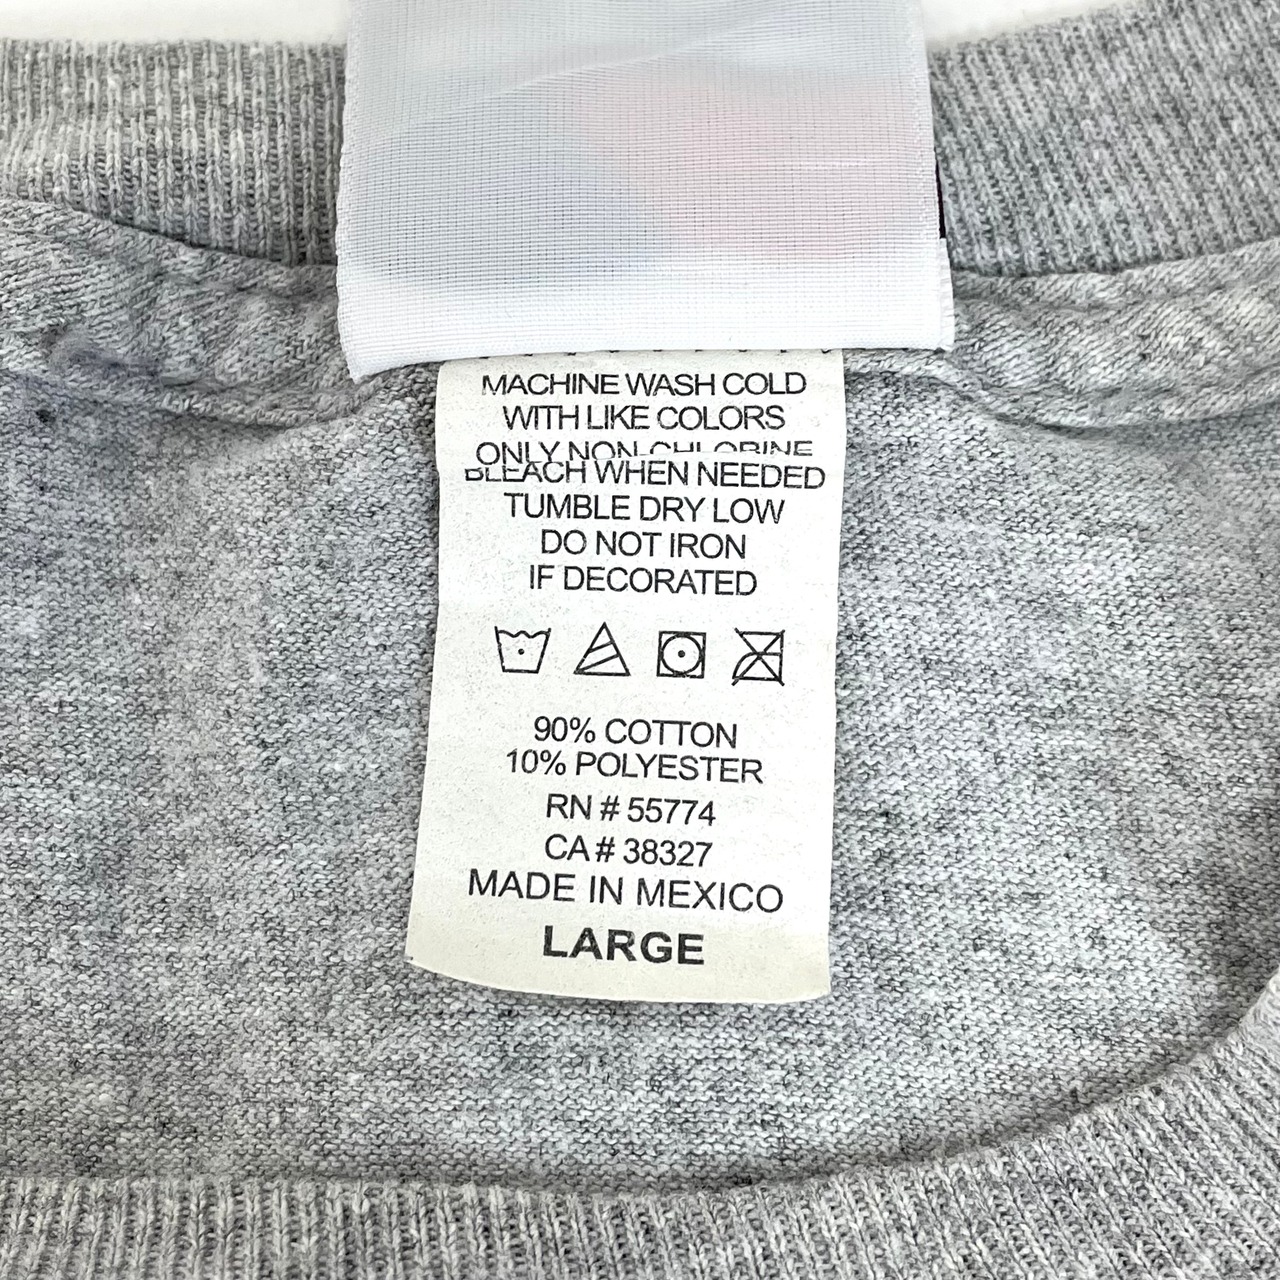 MACHINE WASH COLD
WITH LIKE COLORS
ONLY NON-CHLORINE
BLEACH WHEN NEEDED
TUMBLE DRY LOW
DO NOT IRON
IF DECORATED
90% COTTON
10% POLYESTER
RN # 55774
CA # 38327
MADE IN MEXICO
LARGE